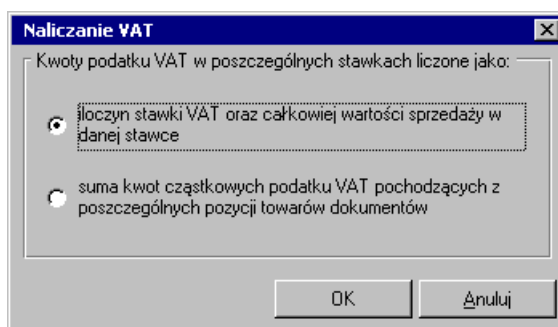 Naliczanie VAT
Kwoty podatku VAT w poszczególnych stawkach liczone jako:
iloczyn stawki VAT oraz całkowiej wartości sprzedaży w
danej stawce
suma kwot cząstkowych podatku VAT pochodzących z
poszczególnych pozycji towarów dokumentów
OK
Anuluj